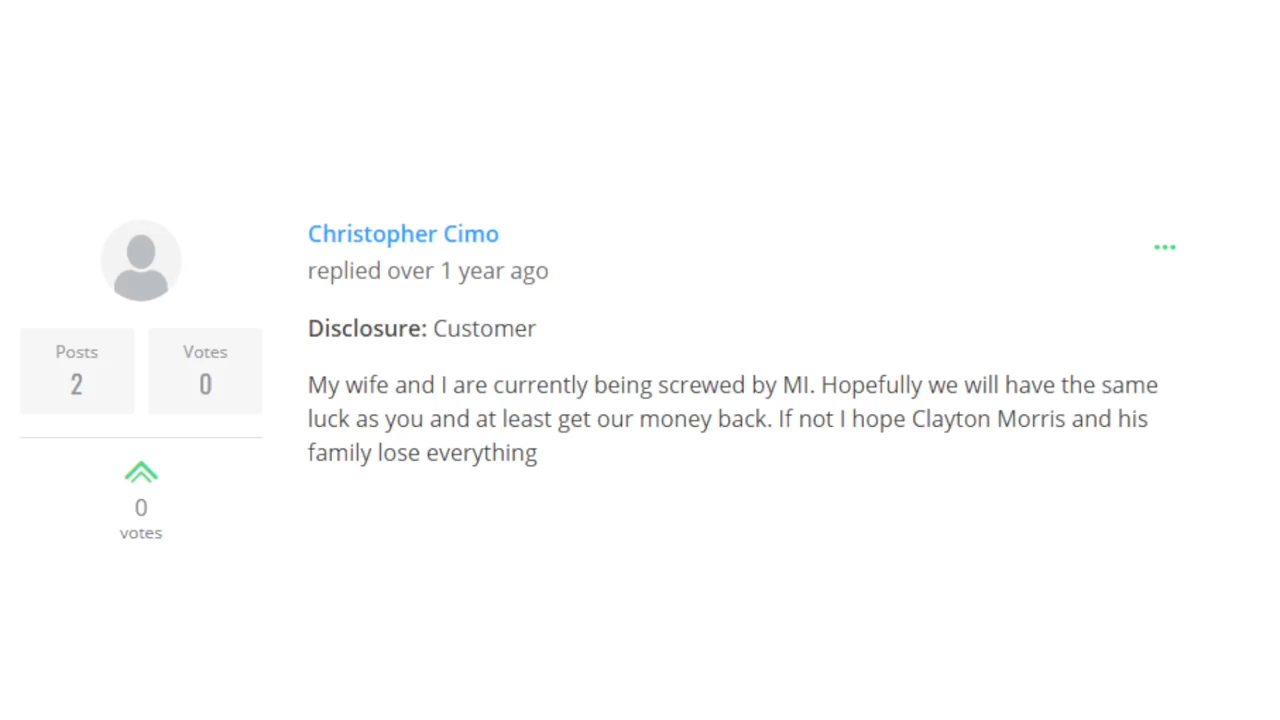 Christopher Cimo
replied over 1 year ago
Posts
2
Votes
0
0
votes
Disclosure: Customer
My wife and I are currently being screwed by MI. Hopefully we will have the same
luck as you and at least get our money back. If not I hope Clayton Morris and his
family lose everything